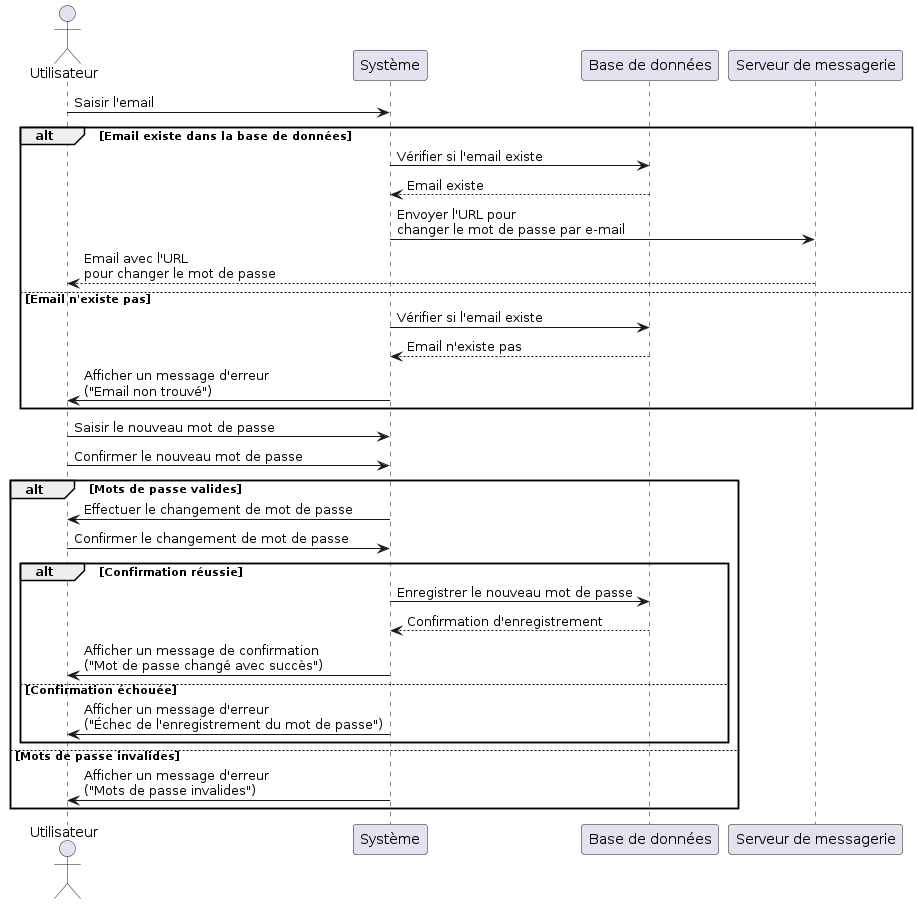 Utilisateur
Système
Base de données
Serveur de messagerie
Saisir l'email
alt
[Email existe dans la base de données]
Vérifier si l'email existe
Email existe
Envoyer l'URL pour
changer le mot de passe par e-mail
Email avec l'URL
pour changer le mot de passe
[Email n'existe pas]
Vérifier si l'email existe
Email n'existe pas
Afficher un message d'erreur
("Email non trouvé")
Saisir le nouveau mot de passe
Confirmer le nouveau mot de passe
alt
[Mots de passe valides]
Effectuer le changement de mot de passe
Confirmer le changement de mot de passe
alt
[Confirmation réussie]
Enregistrer le nouveau mot de passe
Confirmation d'enregistrement
Afficher un message de confirmation
("Mot de passe changé avec succès")
[Confirmation échouée]
Afficher un message d'erreur
("Échec de l'enregistrement du mot de passe")
[Mots de passe invalides]
Afficher un message d'erreur
("Mots de passe invalides")
Utilisateur
Système
Base de données
Serveur de messagerie